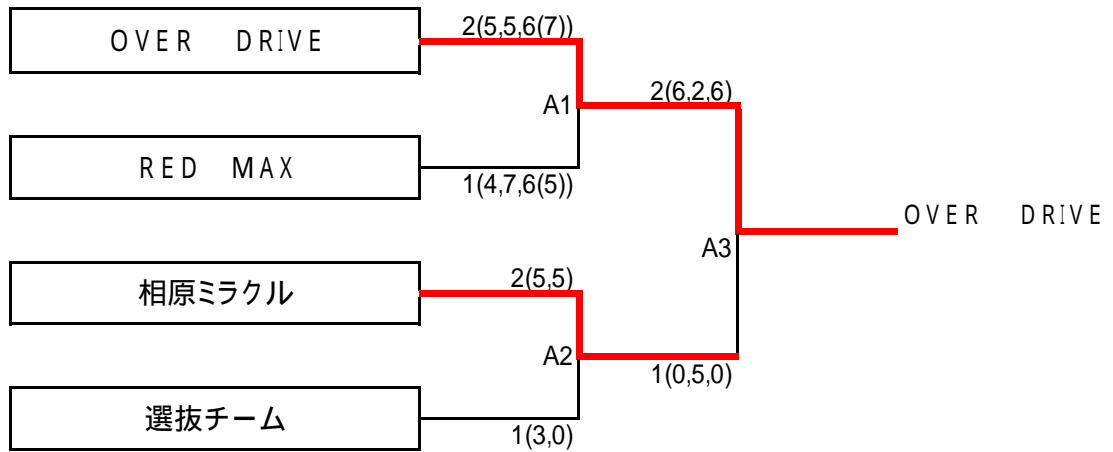 2(5,5,6(7))
OVER DRIVE
A1
2(6,2,6)
RED MAX
1(4,7,6(5))
OVER DRIVE
A3
相原ミラクル
2(5,5)
A2
1(0,5,0)
選抜チーム
1(3,0)